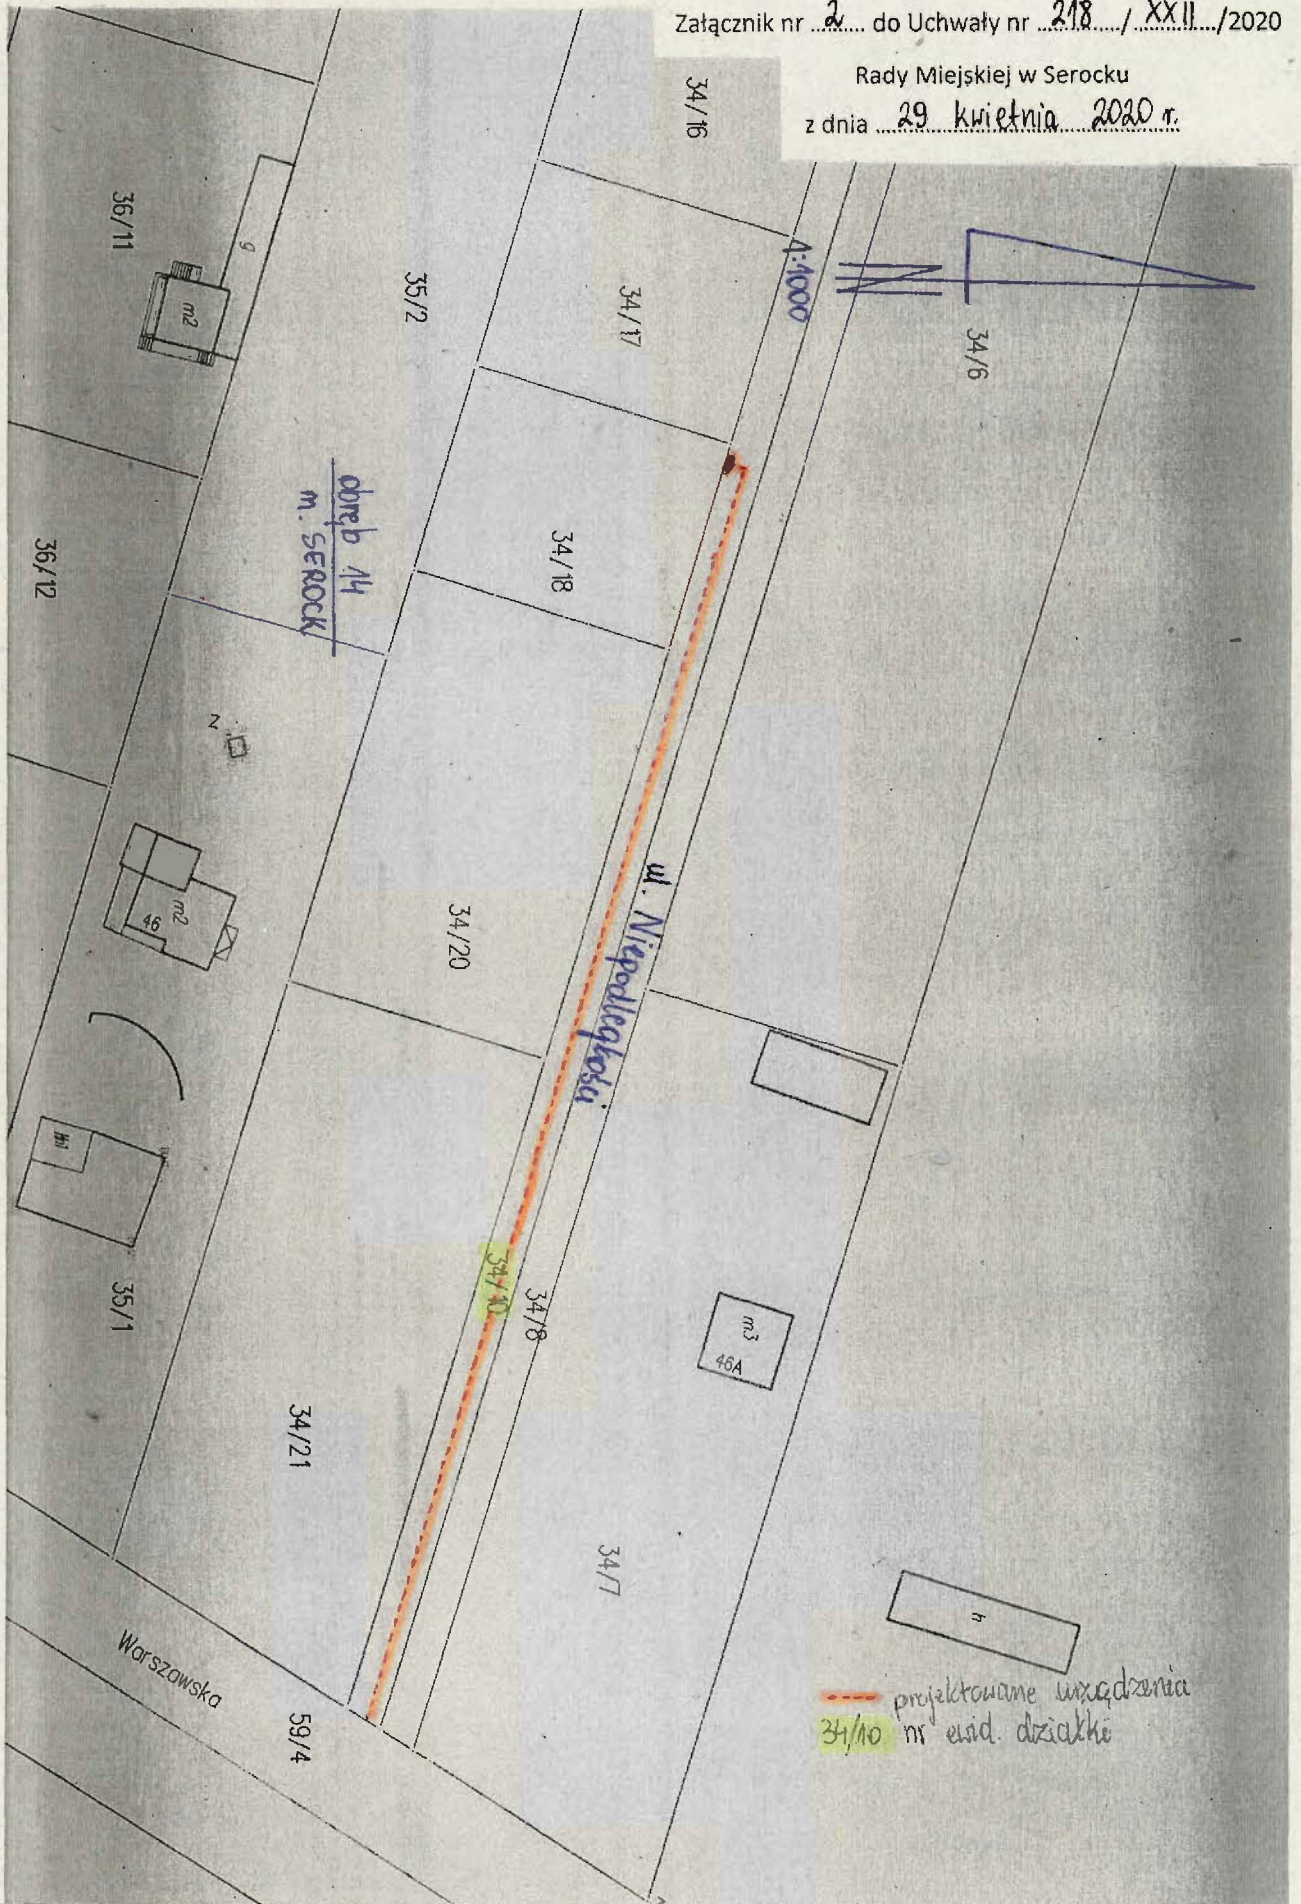 Załącznik nr 2 do Uchwały nr 218 / XXII /2020
Rady Miejskiej w Serocku
z dnia 29 kwietnia 2020 r.
34/16
36/11
g
m2
35/2
34/17
1:1000
34/6
obręb 14
m. SEROCK
36/12
34/18
z
m2
46
34/20
ul. Niepodległości
35/1
34/10
34/8
m3
46A
34/21
34/7
h
Warszawska
59/4
projektowane urządzenia
34/10 nr ewid. działki